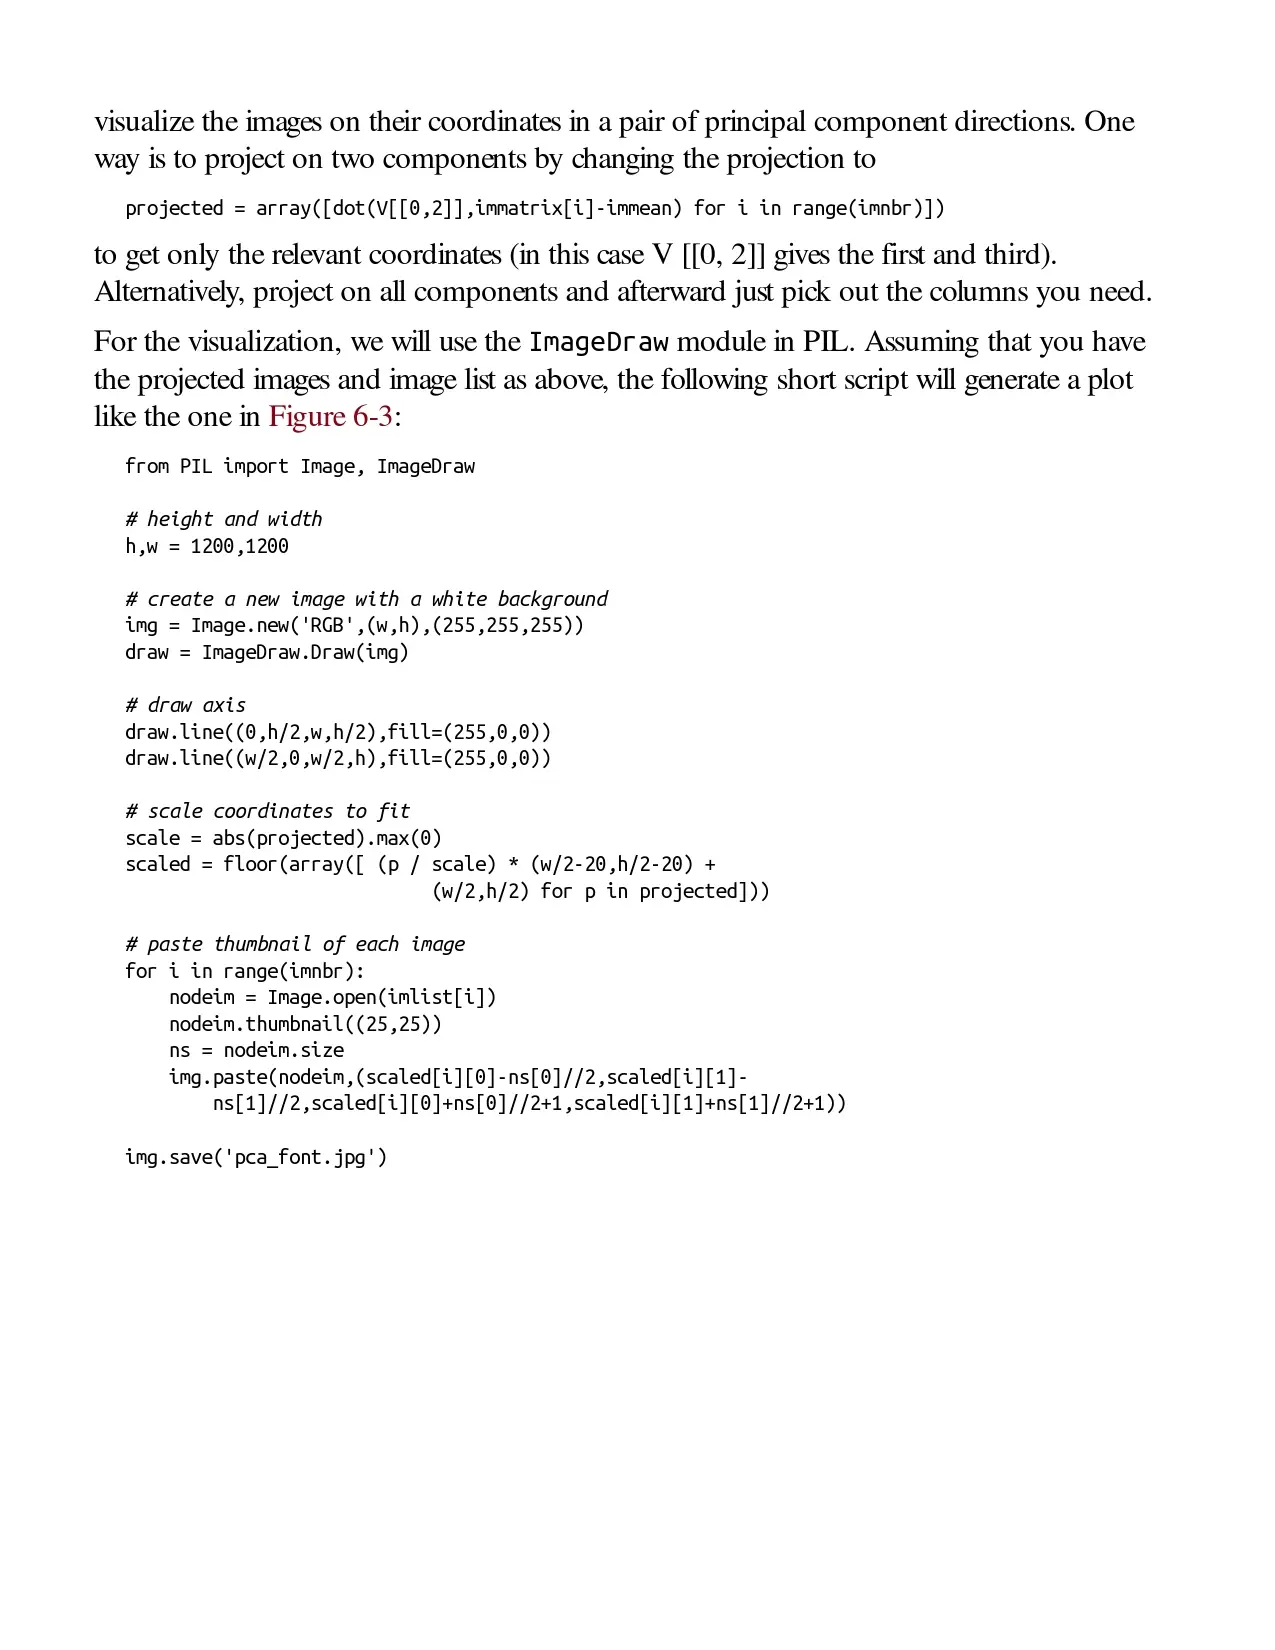 visualize the images on their coordinates in a pair of principal component directions. One
way is to project on two components by changing the projection to
projected = array([dot(V[[0,2]],immatrix[i]-immean) for i in range(imnbr)])
to get only the relevant coordinates (in this case V [[0, 2]] gives the first and third).
Alternatively, project on all components and afterward just pick out the columns you need.
For the visualization, we will use the ImageDraw module in PIL. Assuming that you have
the projected images and image list as above, the following short script will generate a plot
like the one in Figure 6-3:
from PIL import Image, ImageDraw
# height and width
h,w = 1200,1200
# create a new image with a white background
img = Image.new('RGB',(w,h),(255,255,255))
draw = ImageDraw.Draw(img)
# draw axis
draw.line((0,h/2,w,h/2),fill=(255,0,0))
draw.line((w/2,0,w/2,h),fill=(255,0,0))
# scale coordinates to fit
scale = abs(projected).max(0)
scaled = floor(array([ (p / scale) * (w/2-20,h/2-20) +
(w/2,h/2) for p in projected]))
# paste thumbnail of each image
for i in range(imnbr):
    nodeim = Image.open(imlist[i])
    nodeim.thumbnail((25,25))
    ns = nodeim.size
    img.paste(nodeim,(scaled[i][0]-ns[0]//2,scaled[i][1]-
        ns[1]//2,scaled[i][0]+ns[0]//2+1,scaled[i][1]+ns[1]//2+1))
img.save('pca_font.jpg')